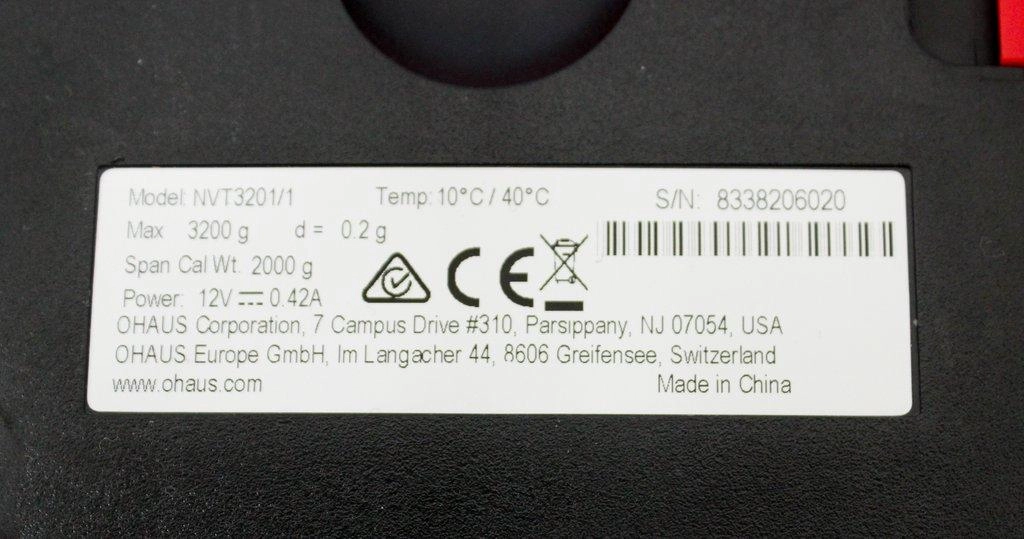 Model: NVT3201/1 Temp: 10°C / 40°C S/N: 8338206020
Max 3200 g d = 0.2 g
Span Cal Wt. 2000 g
Power: 12V ⎓ 0.42A
CE
OHAUS Corporation, 7 Campus Drive #310, Parsippany, NJ 07054, USA
OHAUS Europe GmbH, Im Langacher 44, 8606 Greifensee, Switzerland
www.ohaus.com Made in China